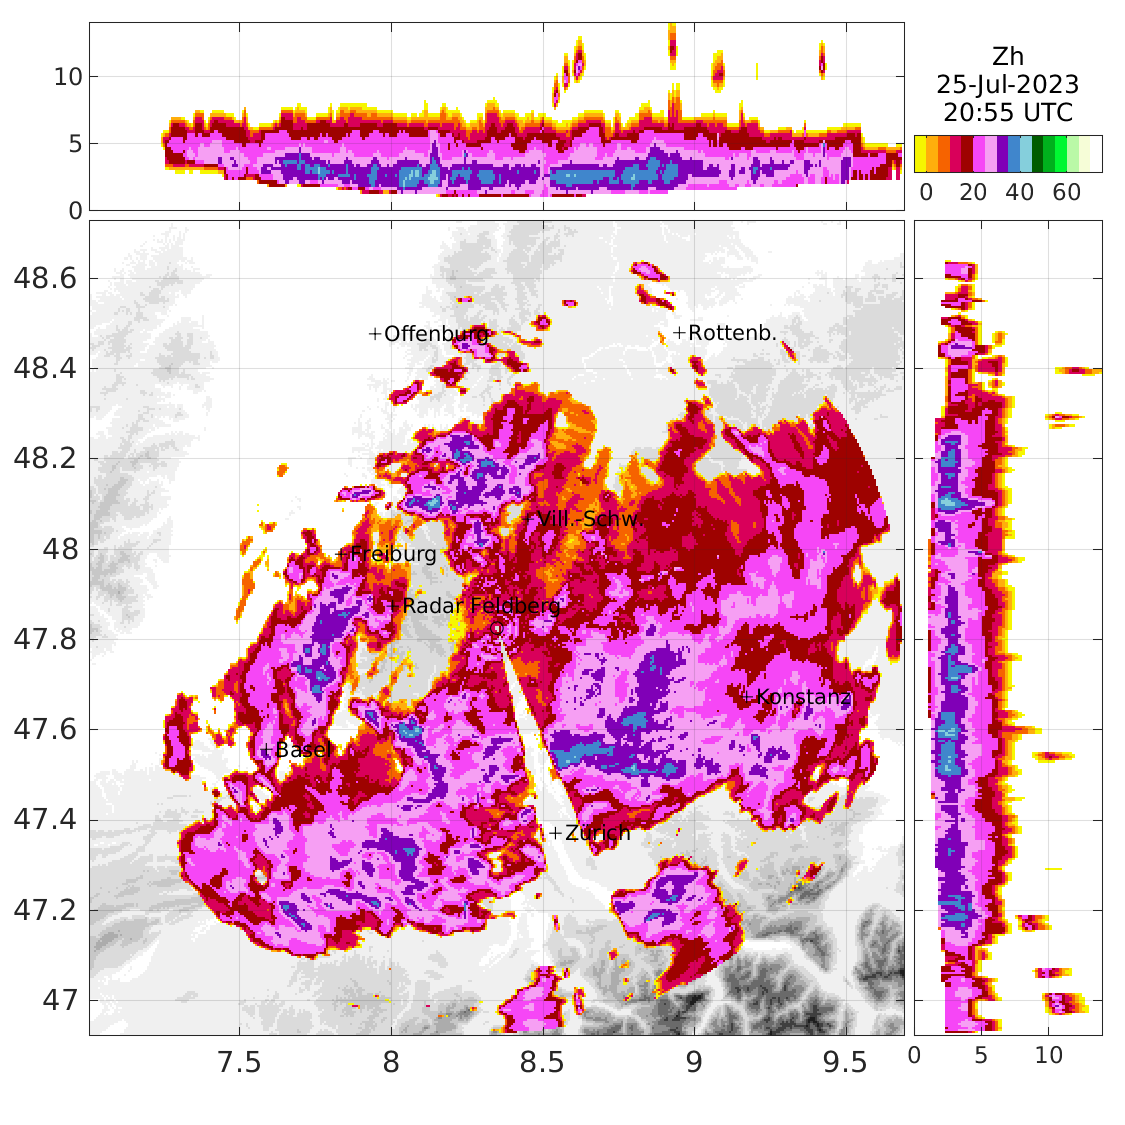 10
5
0
Zh
25-Jul-2023
20:55 UTC
0 20 40 60
48.6
48.4
48.2
48
47.8
47.6
47.4
47.2
47
+Offenburg
+Rottenb.
+Vill.-Schw.
+Freiburg
+Radar Feldberg
+Konstanz
+Basel
+Zürich
7.5 8 8.5 9 9.5
0 5 10